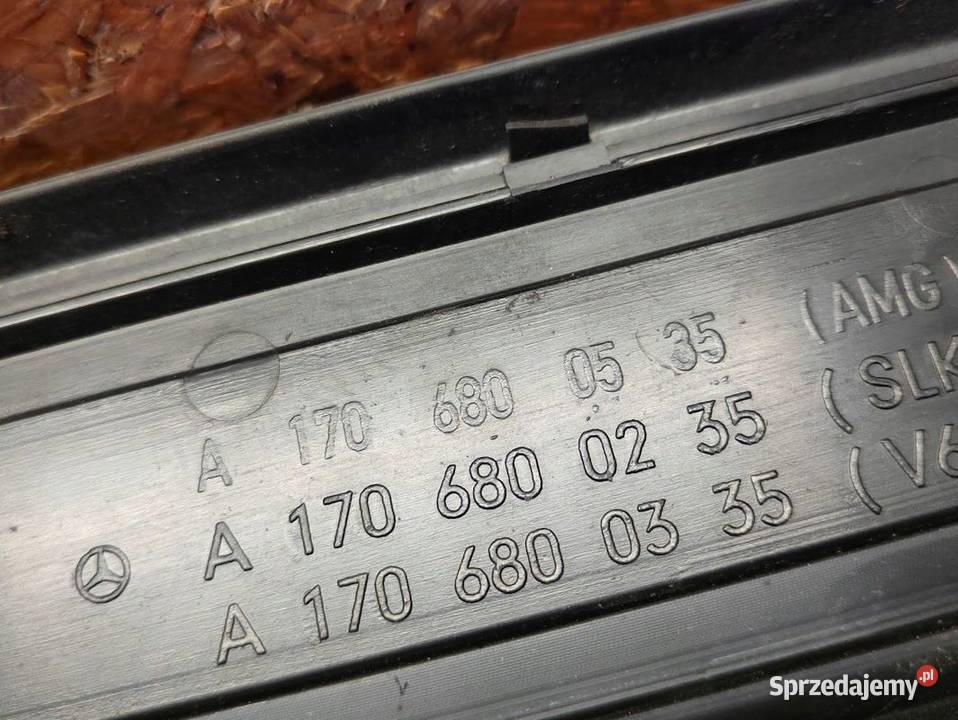 A 170 680 05 35 (AMG)
A 170 680 02 35 (SLK
A 170 680 03 35 (V6
Sprzedajemy.pl